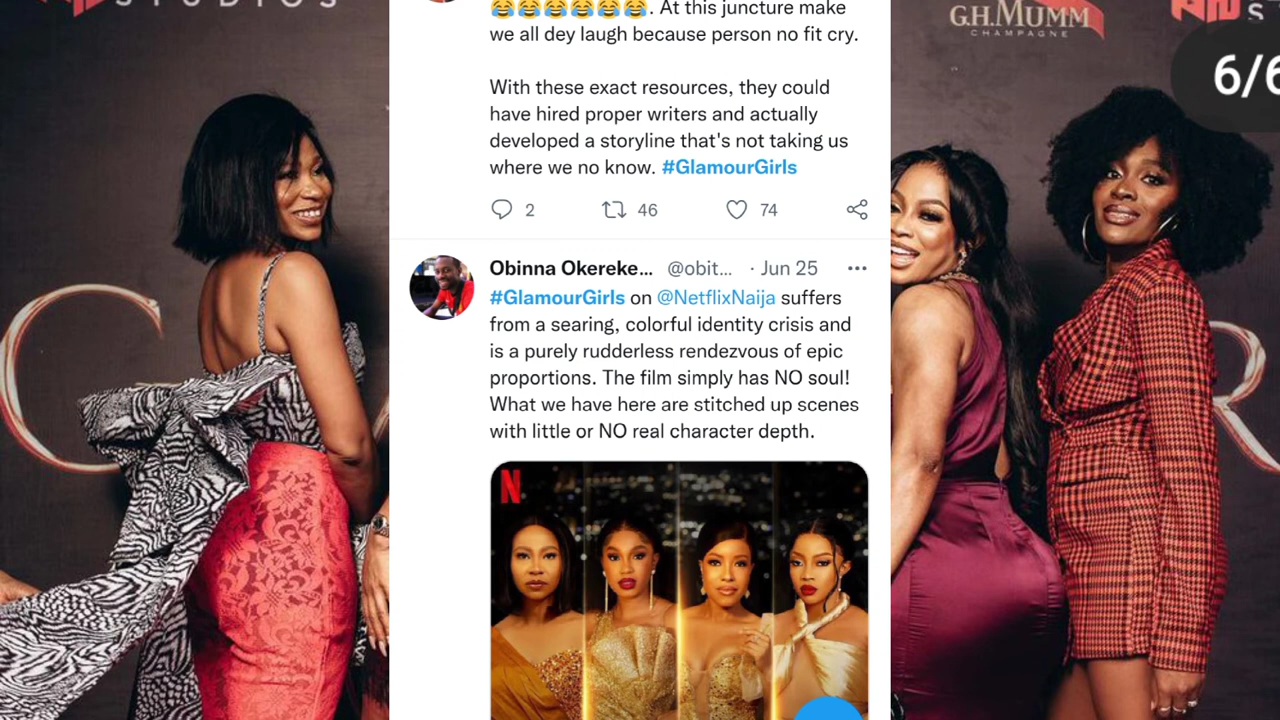 STUDIOS
😂😂😂😂😂😂. At this juncture make
we all dey laugh because person no fit cry.
With these exact resources, they could
have hired proper writers and actually
developed a storyline that's not taking us
where we no know. #GlamourGirls
2 46 74
Obinna Okereke... @obit... · Jun 25 ...
#GlamourGirls on @NetflixNaija suffers
from a searing, colorful identity crisis and
is a purely rudderless rendezvous of epic
proportions. The film simply has NO soul!
What we have here are stitched up scenes
with little or NO real character depth.
N
G.H.MUMM
CHAMPAGNE
S
6/6
G
R